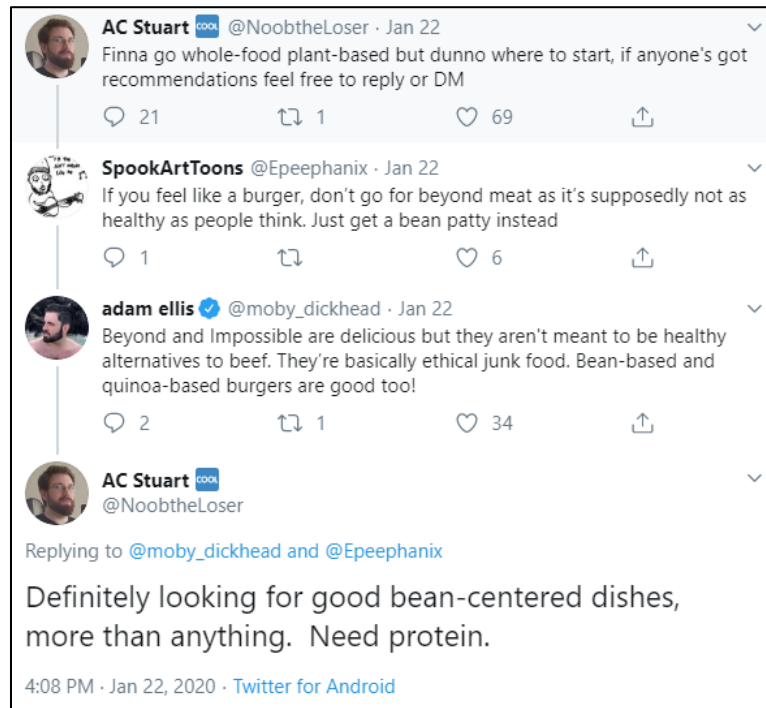 AC Stuart COOL @NoobtheLoser · Jan 22
Finna go whole-food plant-based but dunno where to start, if anyone's got
recommendations feel free to reply or DM
21 1 69
SpookArtToons @Epeephanix · Jan 22
If you feel like a burger, don't go for beyond meat as it's supposedly not as
healthy as people think. Just get a bean patty instead
1 6
adam ellis @moby_dickhead · Jan 22
Beyond and Impossible are delicious but they aren't meant to be healthy
alternatives to beef. They're basically ethical junk food. Bean-based and
quinoa-based burgers are good too!
2 1 34
AC Stuart COOL
@NoobtheLoser
Replying to @moby_dickhead and @Epeephanix
Definitely looking for good bean-centered dishes,
more than anything.  Need protein.
4:08 PM · Jan 22, 2020 · Twitter for Android